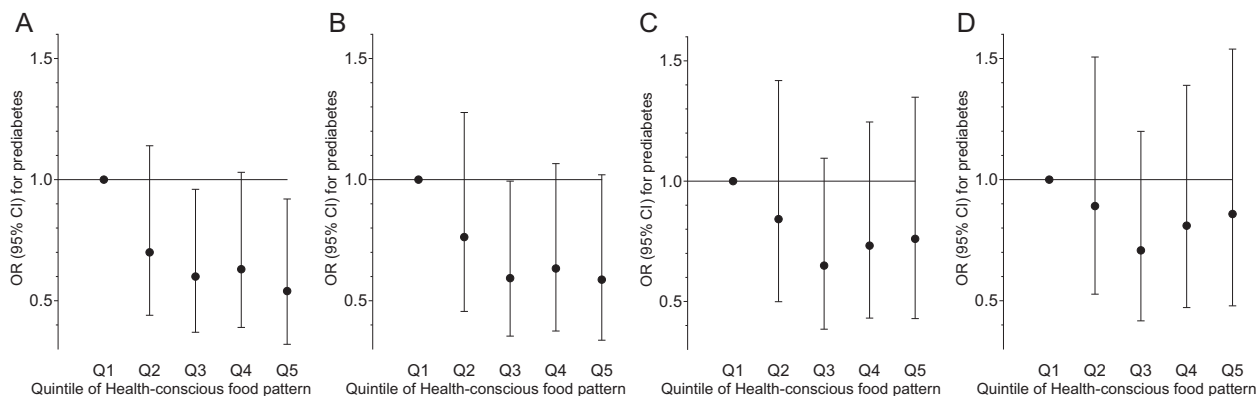 A
OR (95% CI) for prediabetes
1.5
1.0
0.5
Q1 Q2 Q3 Q4 Q5
Quintile of Health-conscious food pattern
B
OR (95% CI) for prediabetes
1.5
1.0
0.5
Q1 Q2 Q3 Q4 Q5
Quintile of Health-conscious food pattern
C
OR (95% CI) for prediabetes
1.5
1.0
0.5
Q1 Q2 Q3 Q4 Q5
Quintile of Health-conscious food pattern
D
OR (95% CI) for prediabetes
1.5
1.0
0.5
Q1 Q2 Q3 Q4 Q5
Quintile of Health-conscious food pattern